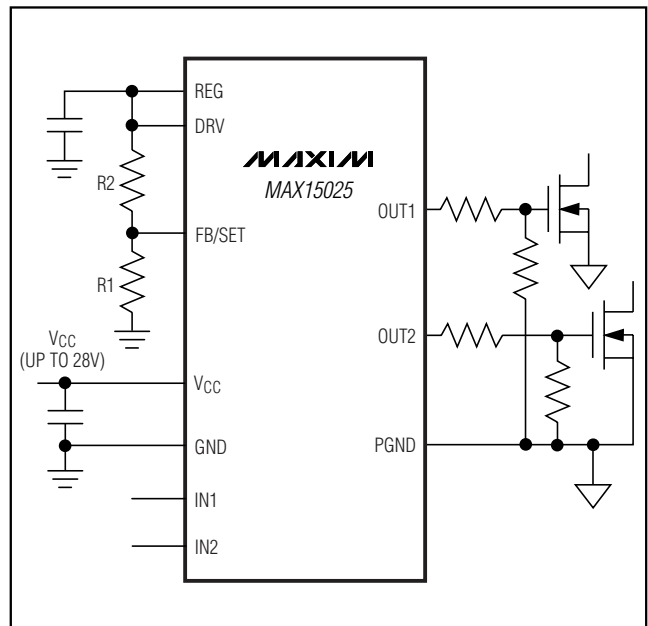 REG
DRV
MAXIM
MAX15025
R2
OUT1
FB/SET
R1
OUT2
VCC
(UP TO 28V)
VCC
GND
PGND
IN1
IN2